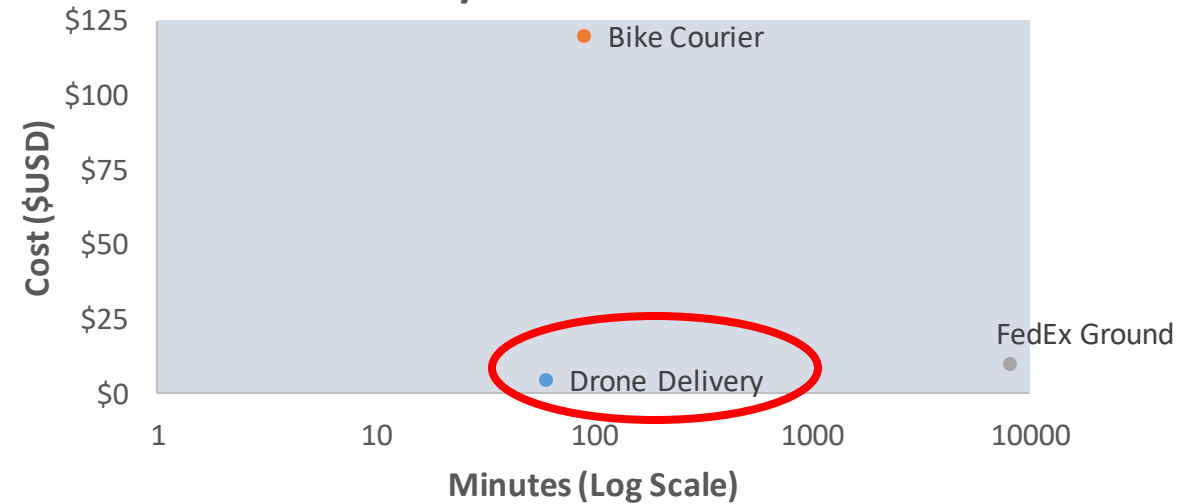 $125
Bike Courier
$100
$75
$50
$25
$0
Cost ($USD)
FedEx Ground
Drone Delivery
1 10 100 1000 10000
Minutes (Log Scale)